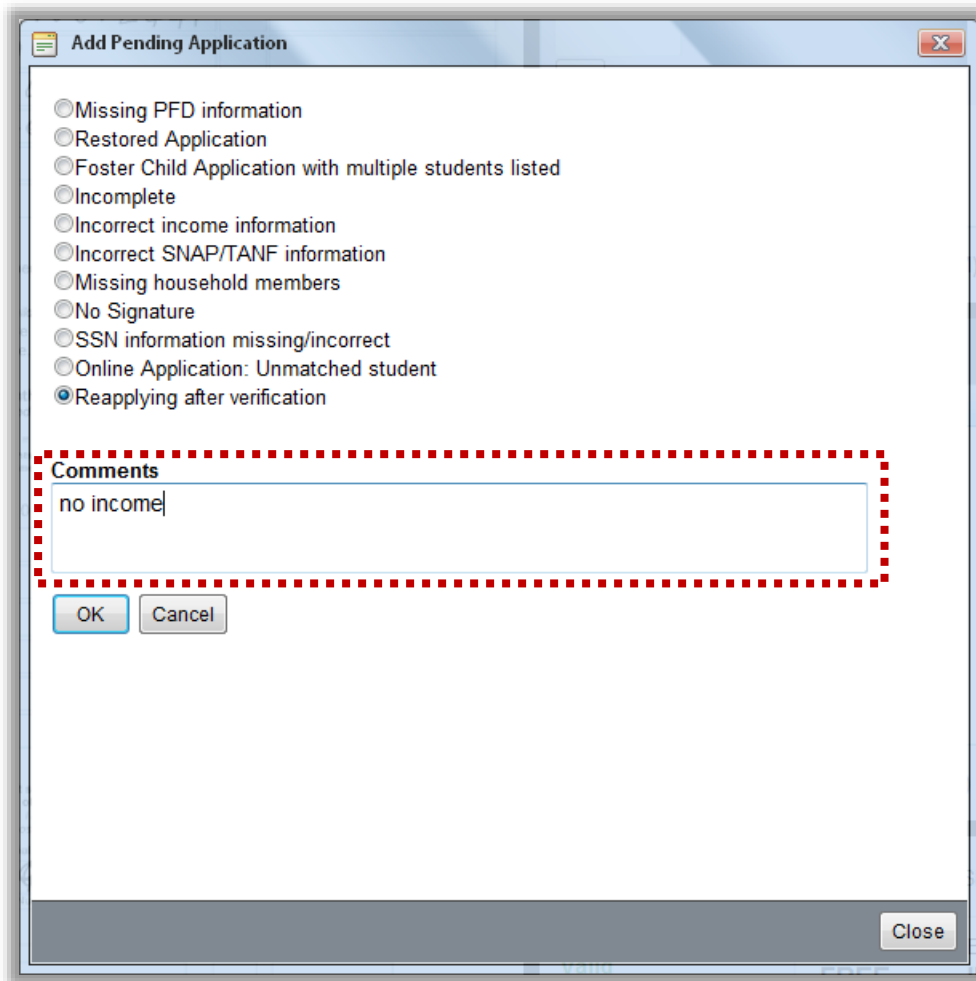 Add Pending Application
Missing PFD information
Restored Application
Foster Child Application with multiple students listed
Incomplete
Incorrect income information
Incorrect SNAP/TANF information
Missing household members
No Signature
SSN information missing/incorrect
Online Application: Unmatched student
Reapplying after verification
Comments
no income
OK Cancel
Close